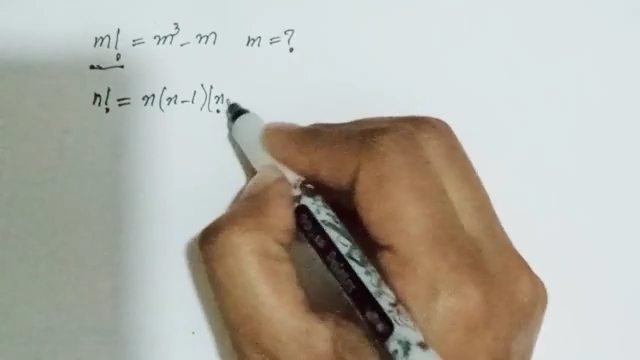 m! = m³ - m   m = ?
n! = n(n-1)(n